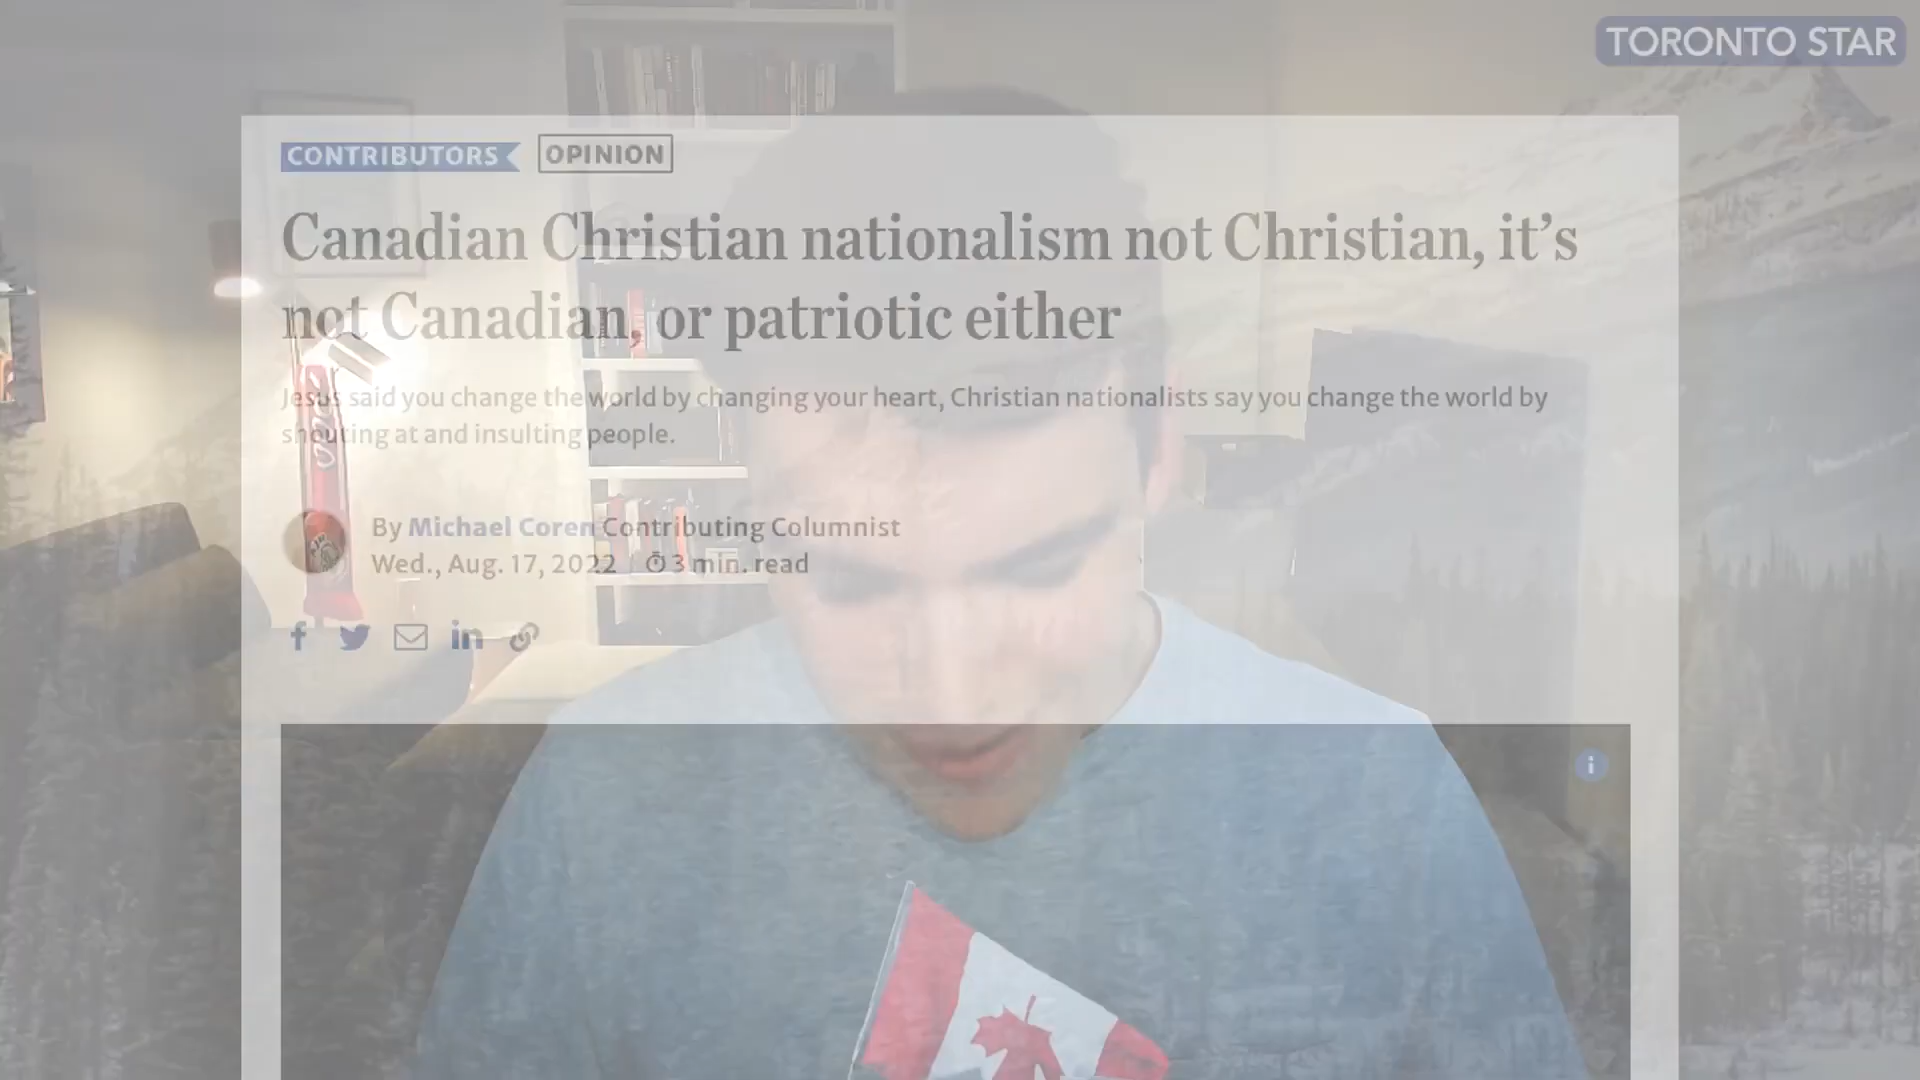 TORONTO STAR
CONTRIBUTORS OPINION
Canadian Christian nationalism not Christian, it's
not Canadian, or patriotic either
Jesus said you change the world by changing your heart, Christian nationalists say you change the world by
shouting at and insulting people.
By Michael Coren Contributing Columnist
Wed., Aug. 17, 2022 3 min. read